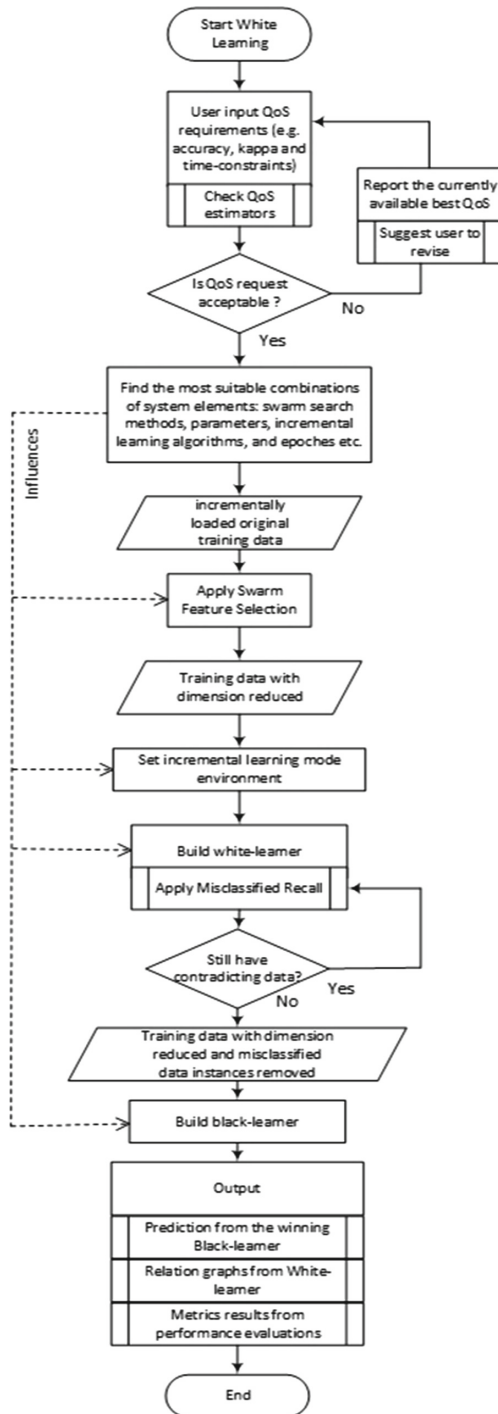 Start White
Learning
User input QoS
requirements (e.g.
accuracy, kappa and
time-constraints)
Check QoS
estimators
Report the currently
available best QoS
Suggest user to
revise
Is QoS request
acceptable ?
No
Yes
Find the most suitable combinations
of system elements: swarm search
methods, parameters, incremental
learning algorithms, and epoches etc.
Influences
incrementally
loaded original
training data
Apply Swarm
Feature Selection
Training data with
dimension reduced
Set incremental learning mode
environment
Build white-learner
Apply Misclassified Recall
Still have
contradicting data?
Yes
No
Training data with dimension
reduced and misclassified
data instances removed
Build black-learner
Output
Prediction from the winning
Black-learner
Relation graphs from White-
learner
Metrics results from
performance evaluations
End